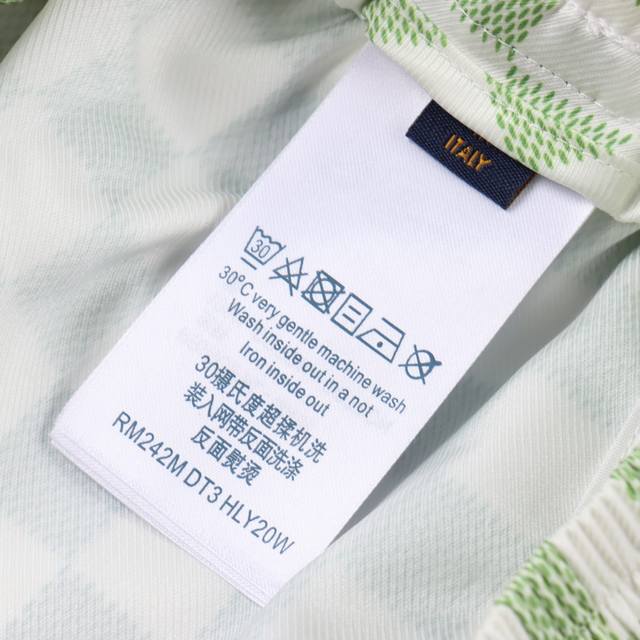 ITALY
30
30°C very gentle machine wash
Wash inside out in a not
Iron inside out
30摄氏度超揉机洗
装入网带反面洗涤
反面熨烫
RM242M DT3 HLY20W